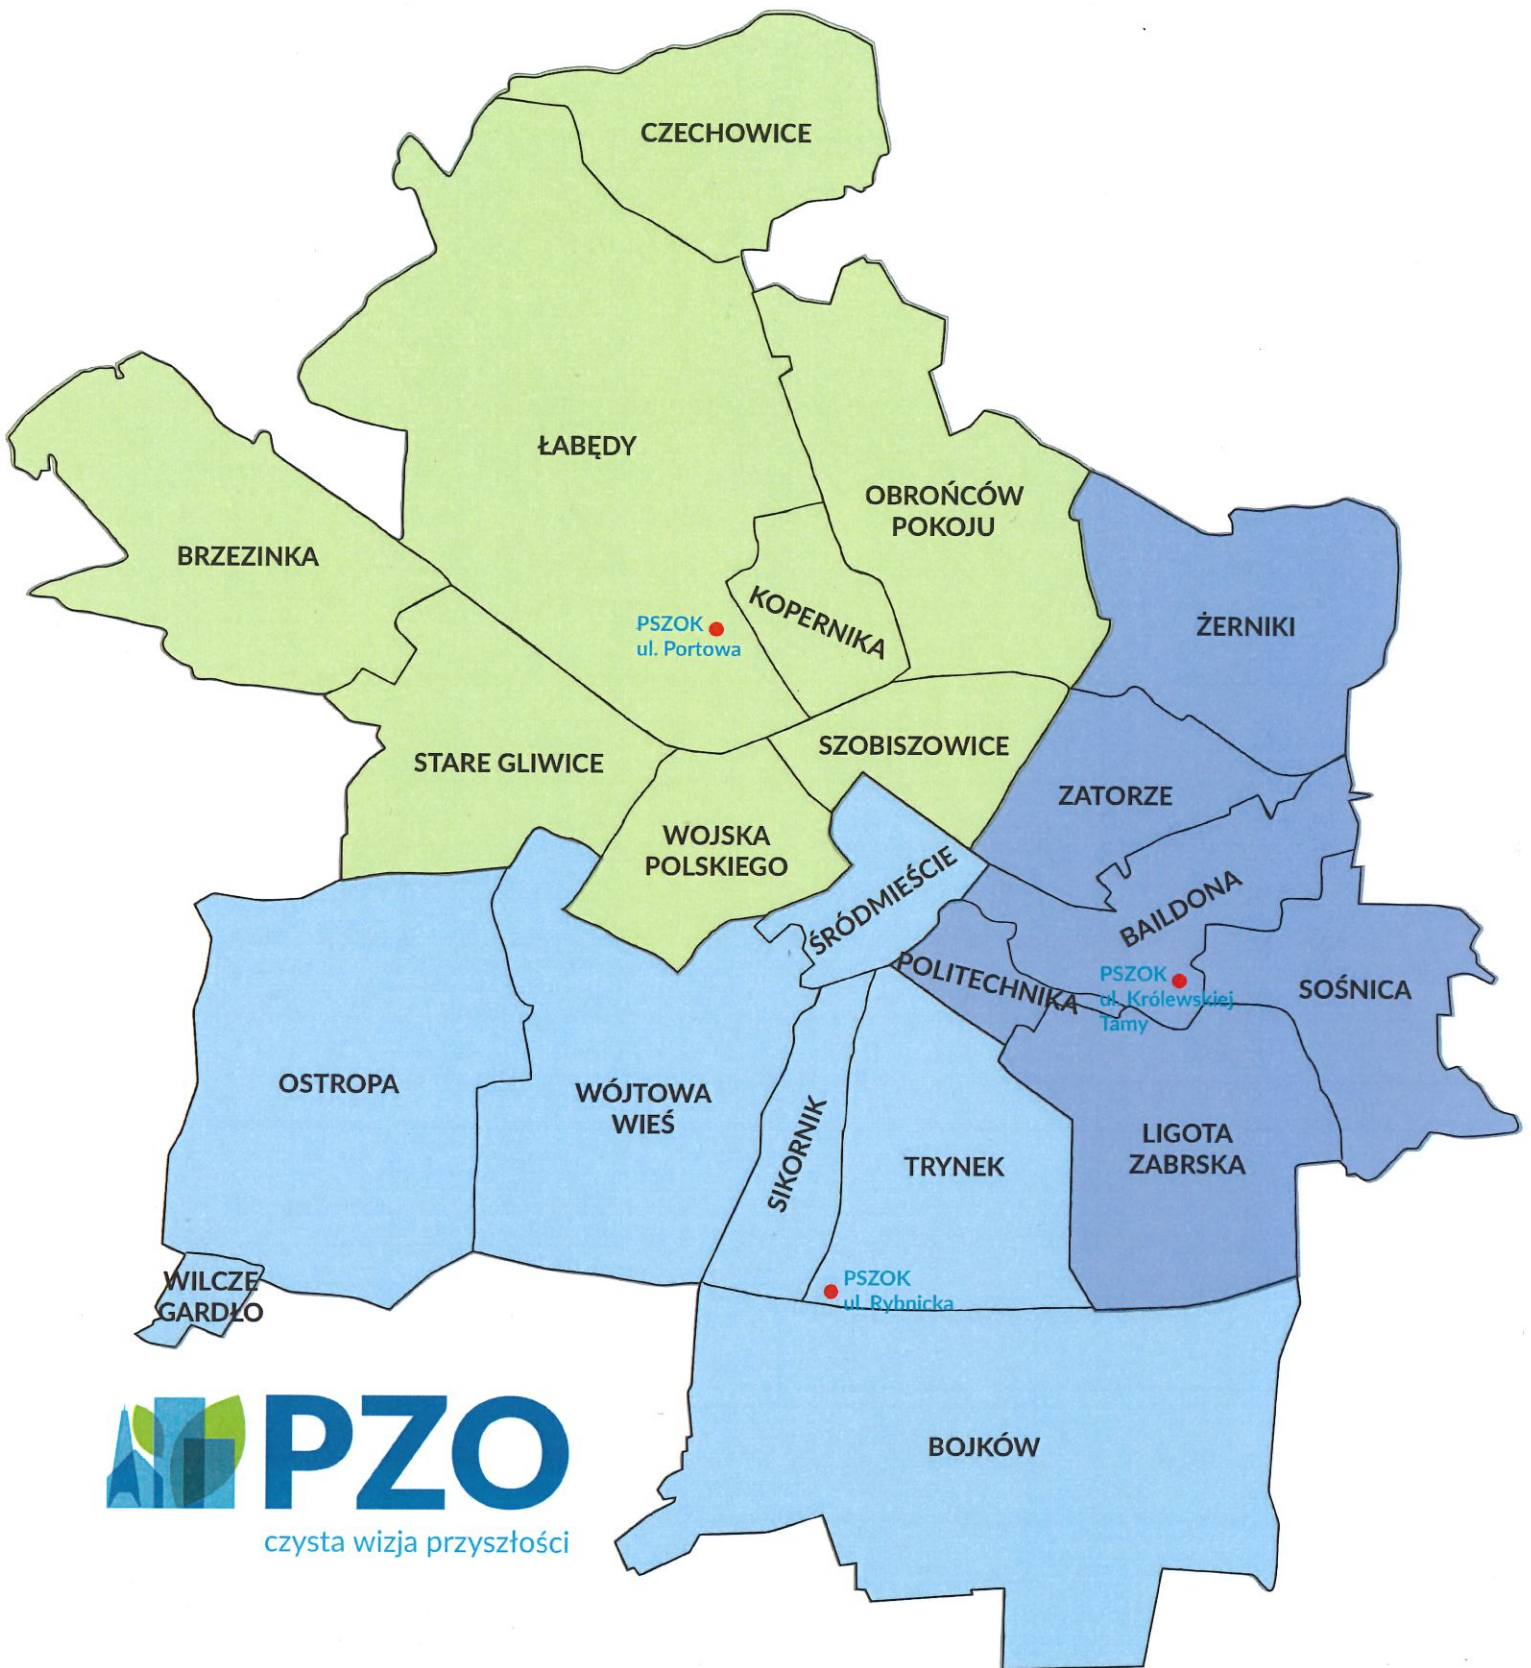 CZECHOWICE
ŁABĘDY
OBROŃCÓW
POKOJU
BRZEZINKA
KOPERNIKA
PSZOK
ul. Portowa
ŻERNIKI
STARE GLIWICE
SZOBISZOWICE
ZATORZE
WOJSKA
POLSKIEGO
ŚRÓDMIEŚCIE
BAILDONA
POLITECHNIKA
PSZOK
ul. Królewskiej
Tamy
SOŚNICA
OSTROPA
WÓJTOWA
WIEŚ
SIKORNIK
TRYNEK
LIGOTA
ZABRSKA
WILCZE
GARDŁO
PSZOK
ul. Rybnicka
PZO
czysta wizja przyszłości
BOJKÓW